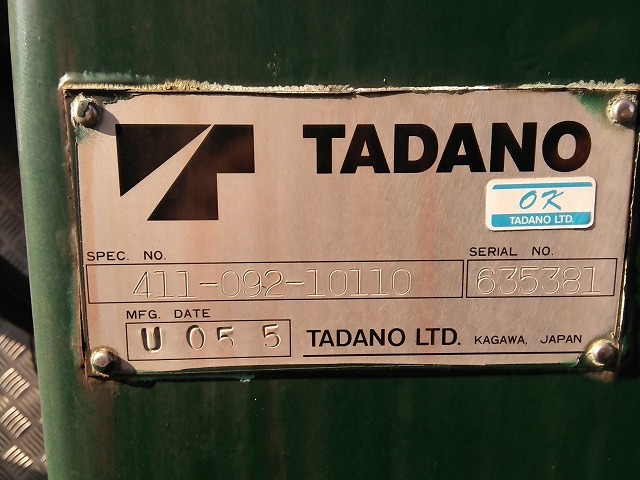 TADANO
OK
TADANO LTD.
SPEC. NO.
411-092-10110
SERIAL NO.
635381
MFG. DATE
U 05 5
TADANO LTD. KAGAWA, JAPAN